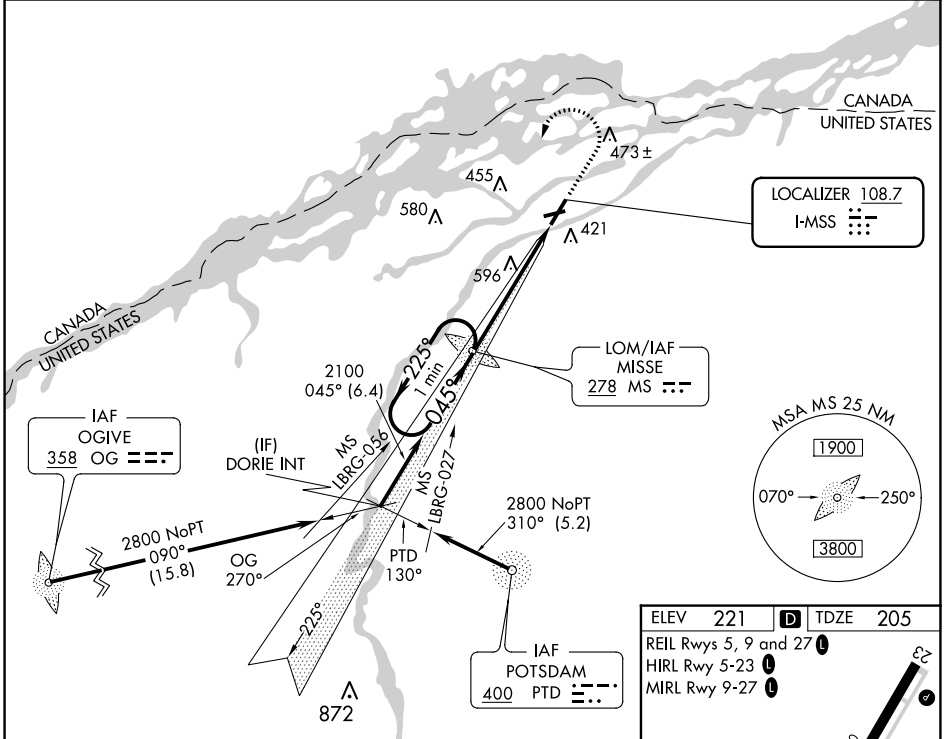 CANADA
UNITED STATES
473 ±
455
580
421
596
LOCALIZER 108.7
I-MSS
CANADA
UNITED STATES
LOM/IAF
MISSE
278 MS
225°
1 min
045°
2100
045° (6.4)
MS
LBRG-056
MS
LBRG-027
IAF
OGIVE
358 OG
(IF)
DORIE INT
2800 NoPT
090°
(15.8)
OG
270°
PTD
130°
2800 NoPT
310° (5.2)
225°
872
IAF
POTSDAM
400 PTD
MSA MS 25 NM
1900
070°
250°
3800
ELEV 221 D TDZE 205
REIL Rwys 5, 9 and 27 L
HIRL Rwy 5-23 L
MIRL Rwy 9-27 L
23